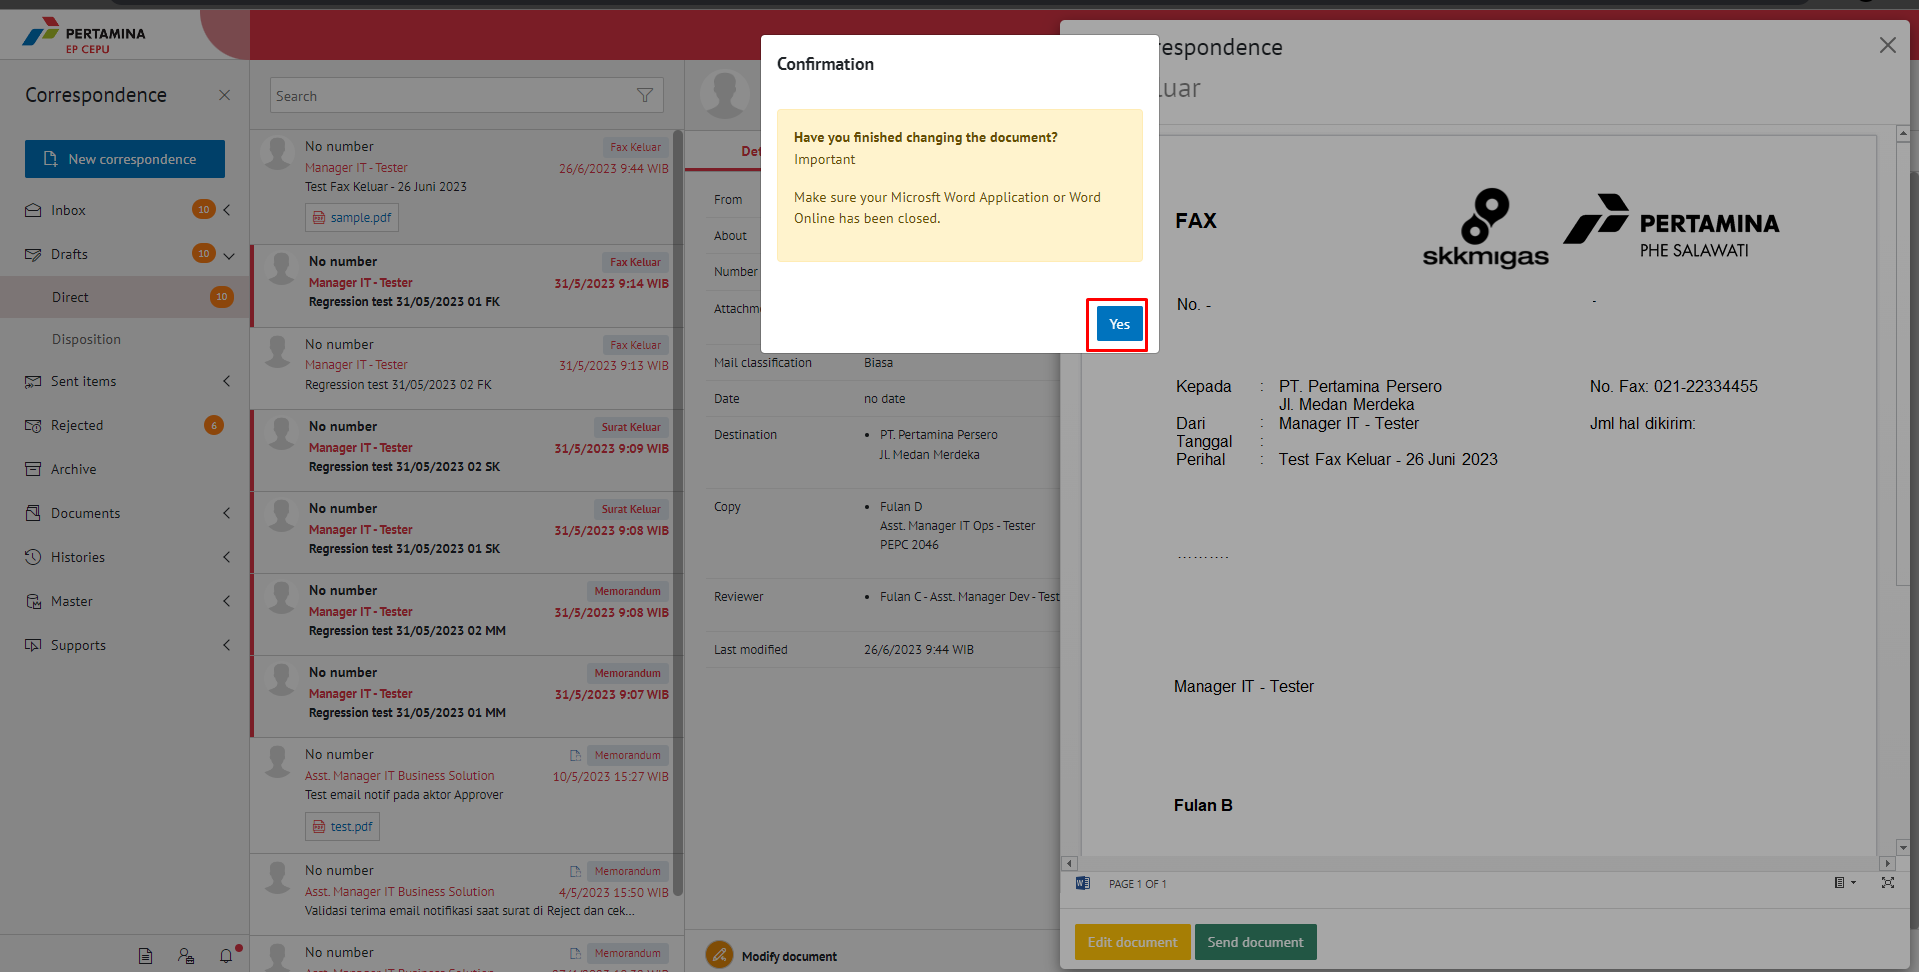 PERTAMINA
EP CEPU
Correspondence
New correspondence
Inbox 10
Drafts 10
Direct 10
Disposition
Sent items
Rejected 6
Archive
Documents
Histories
Master
Supports
Search
No number Fax Keluar
Manager IT - Tester 26/6/2023 9:44 WIB
Test Fax Keluar - 26 Juni 2023
sample.pdf
No number Fax Keluar
Manager IT - Tester 31/5/2023 9:14 WIB
Regression test 31/05/2023 01 FK
No number Fax Keluar
Manager IT - Tester 31/5/2023 9:13 WIB
Regression test 31/05/2023 02 FK
No number Surat Keluar
Manager IT - Tester 31/5/2023 9:09 WIB
Regression test 31/05/2023 02 SK
No number Surat Keluar
Manager IT - Tester 31/5/2023 9:08 WIB
Regression test 31/05/2023 01 SK
No number Memorandum
Manager IT - Tester 31/5/2023 9:08 WIB
Regression test 31/05/2023 02 MM
No number Memorandum
Manager IT - Tester 31/5/2023 9:07 WIB
Regression test 31/05/2023 01 MM
No number Memorandum
Asst. Manager IT Business Solution 10/5/2023 15:27 WIB
Test email notif pada aktor Approver
test.pdf
No number Memorandum
Asst. Manager IT Business Solution 4/5/2023 15:50 WIB
Validasi terima email notifikasi saat surat di Reject dan cek...
No number Memorandum
Det
From
About
Number
Attachm
Mail classification Biasa
Date no date
Destination • PT. Pertamina Persero
Jl. Medan Merdeka
Copy • Fulan D
Asst. Manager IT Ops - Tester
PEPC 2046
Reviewer • Fulan C - Asst. Manager Dev - Test
Last modified 26/6/2023 9:44 WIB
Modify document
Confirmation
Have you finished changing the document?
Important
Make sure your Microsft Word Application or Word
Online has been closed.
Yes
respondence
luar
FAX
skkmigas
PERTAMINA
PHE SALAWATI
No. - -
Kepada : PT. Pertamina Persero No. Fax: 021-22334455
Jl. Medan Merdeka
Dari : Manager IT - Tester Jml hal dikirim:
Tanggal :
Perihal : Test Fax Keluar - 26 Juni 2023
..........
Manager IT - Tester
Fulan B
PAGE 1 OF 1
Edit document
Send document